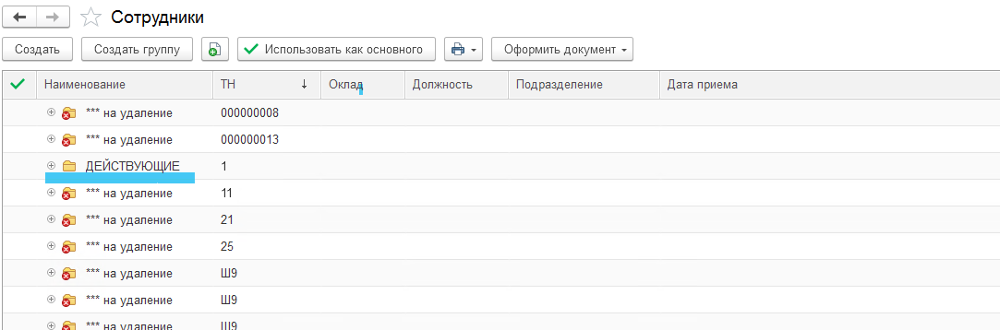 Сотрудники
Создать Создать группу Использовать как основного Оформить документ
Наименование ТН ↓ Оклад Должность Подразделение Дата приема
*** на удаление 000000008
*** на удаление 000000013
ДЕЙСТВУЮЩИЕ 1
*** на удаление 11
*** на удаление 21
*** на удаление 25
*** на удаление Ш9
*** на удаление Ш9
*** на удаление Ш9